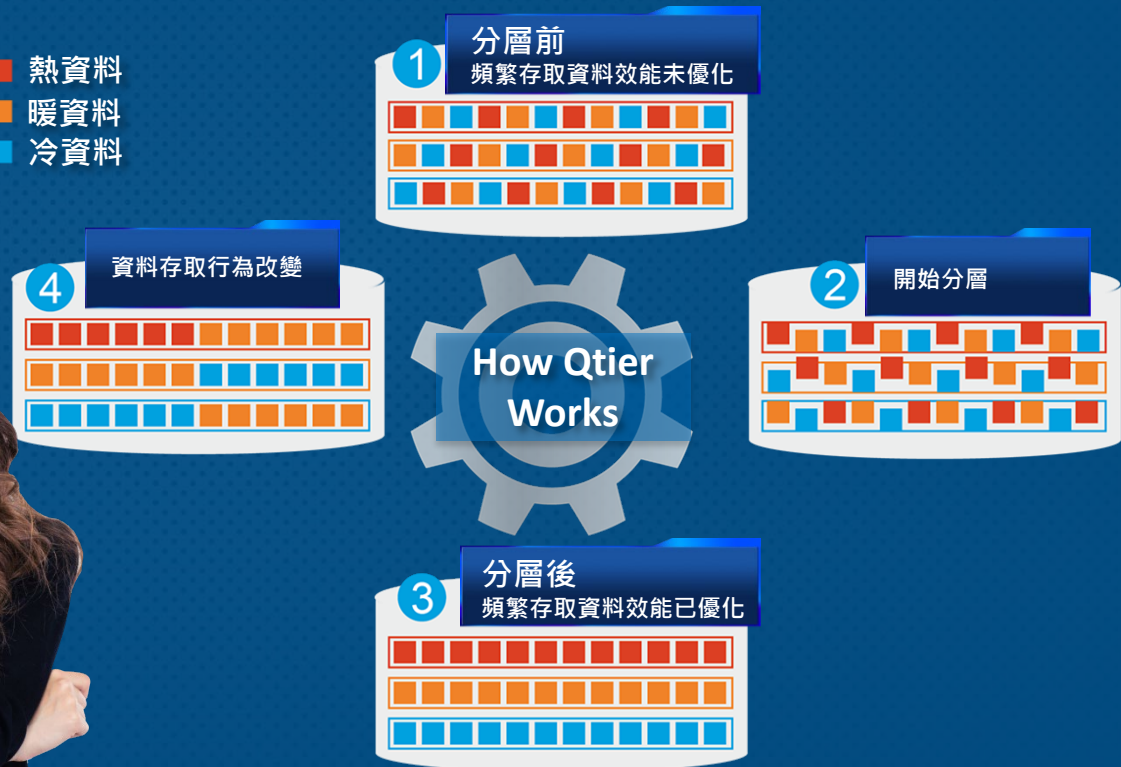 熱資料
暖資料
冷資料
1
分層前
頻繁存取資料效能未優化
2
開始分層
3
分層後
頻繁存取資料效能已優化
4
資料存取行為改變
How Qtier
Works